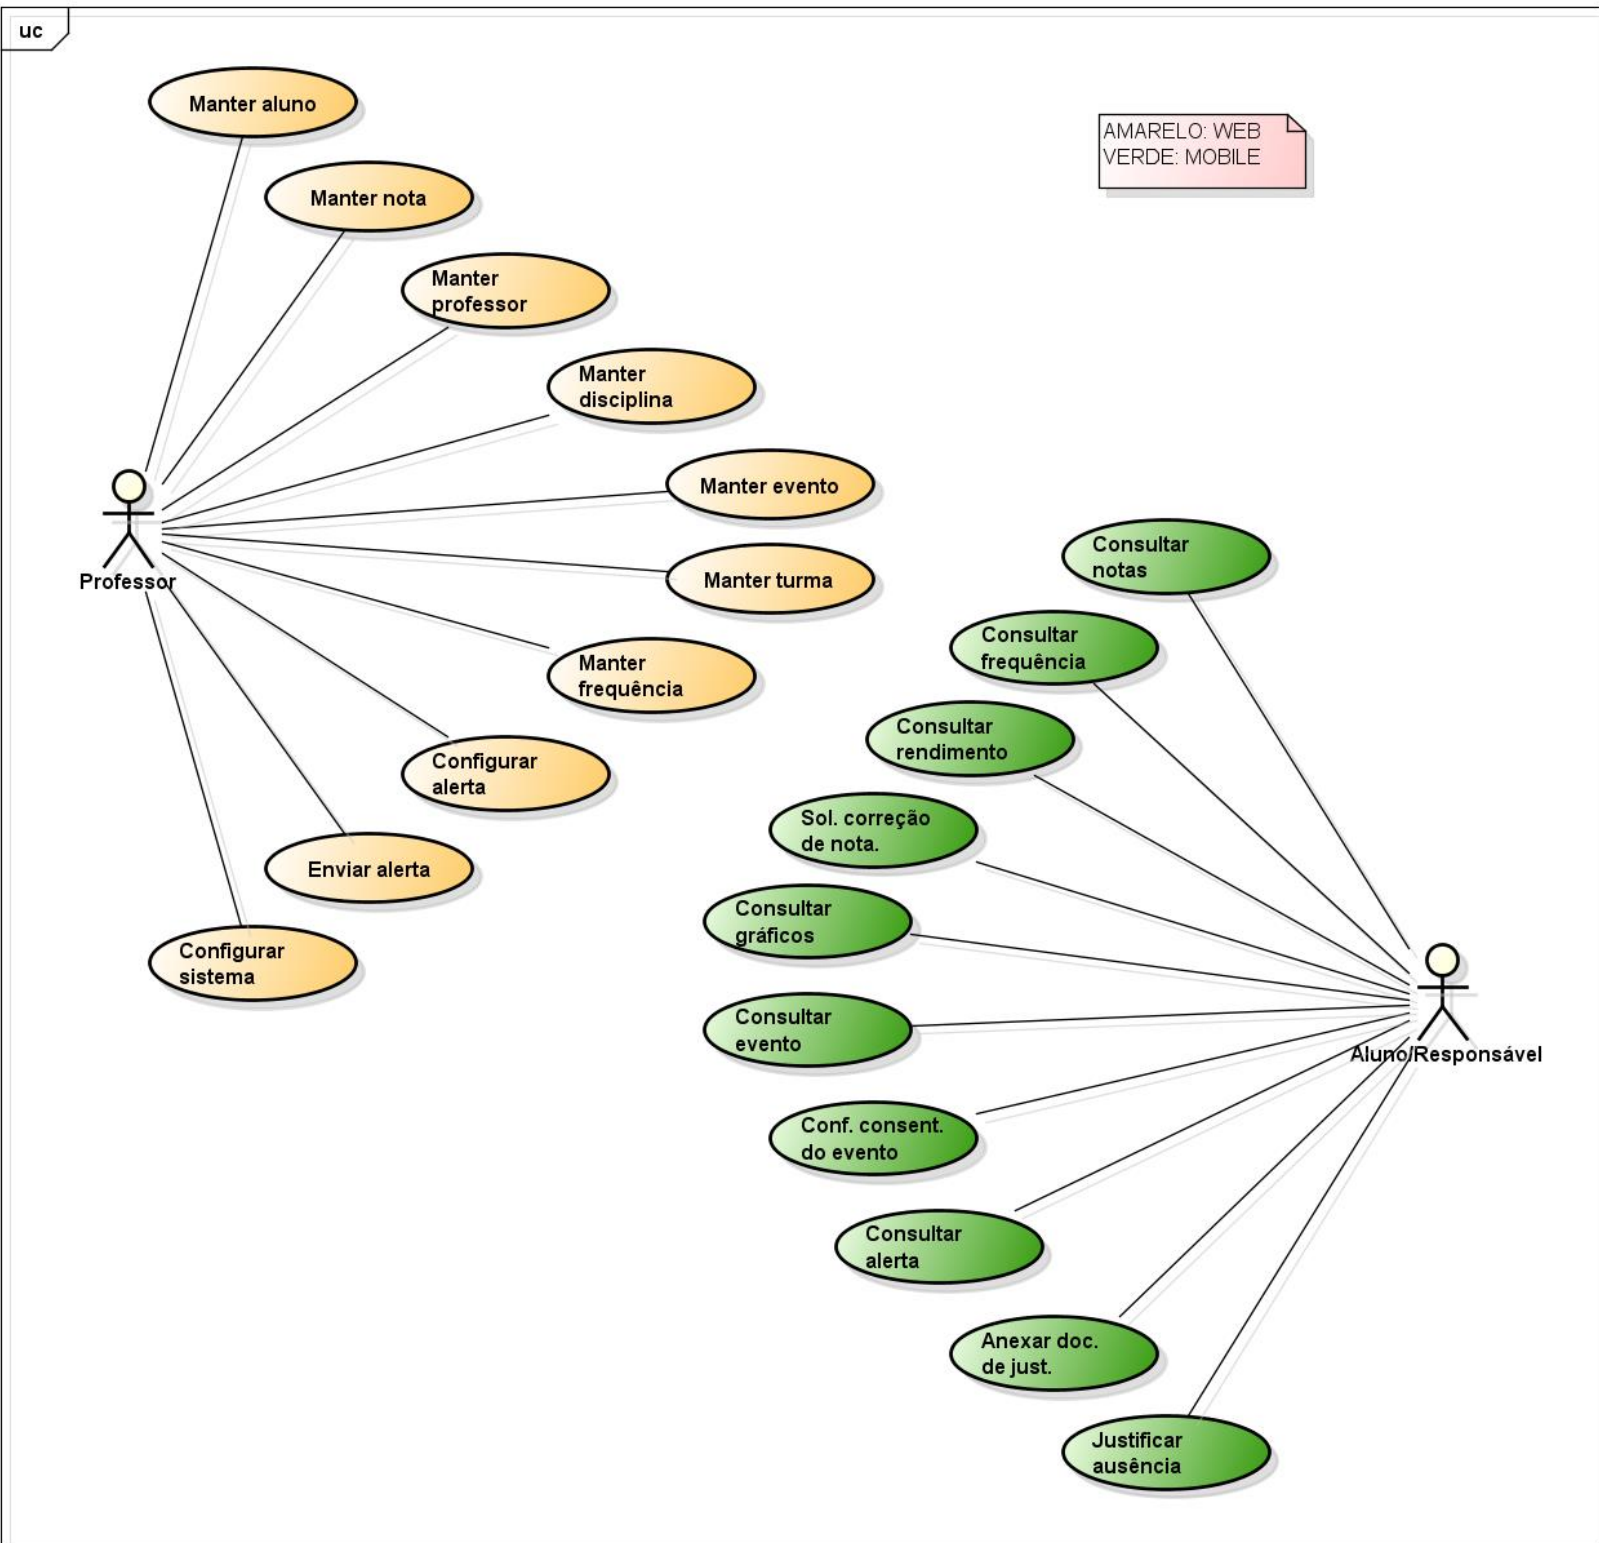 uc
Manter aluno
AMARELO: WEB
VERDE: MOBILE
Manter nota
Manter
professor
Manter
disciplina
Manter evento
Manter turma
Manter
frequência
Configurar
alerta
Enviar alerta
Configurar
sistema
Professor
Consultar
notas
Consultar
frequência
Consultar
rendimento
Sol. correção
de nota.
Consultar
gráficos
Consultar
evento
Conf. consent.
do evento
Consultar
alerta
Anexar doc.
de just.
Justificar
ausência
Aluno/Responsável